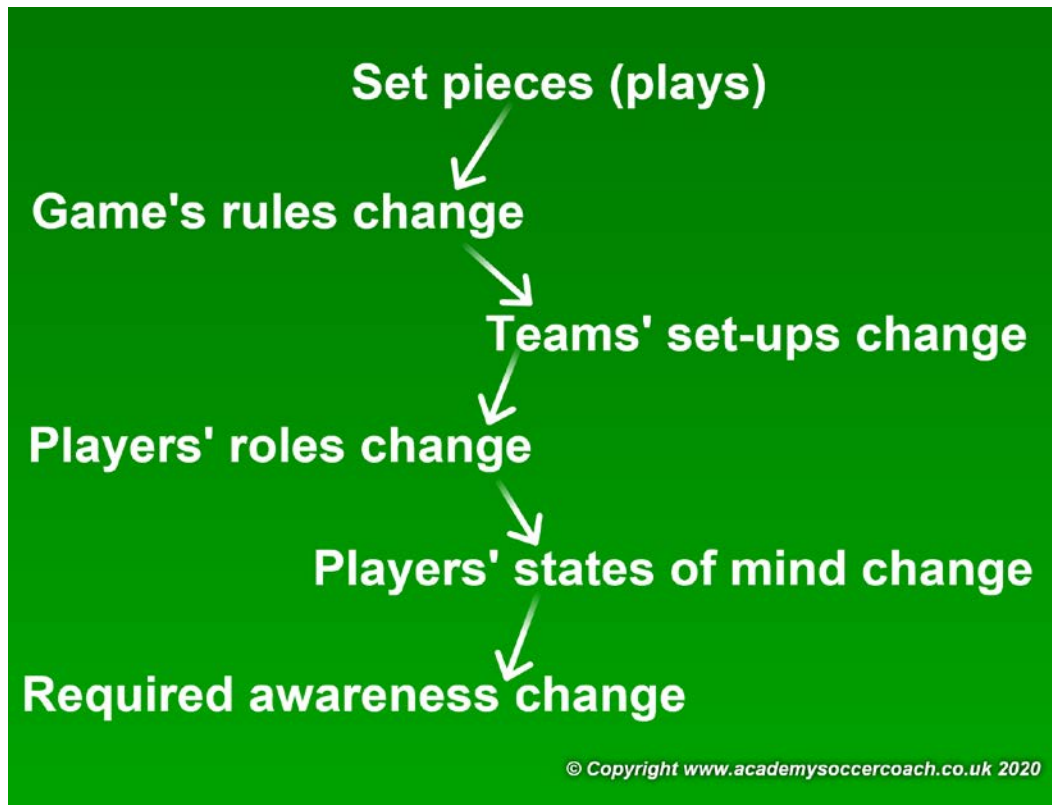 Set pieces (plays)
Game's rules change
Teams' set-ups change
Players' roles change
Players' states of mind change
Required awareness change
© Copyright www.academysoccercoach.co.uk 2020